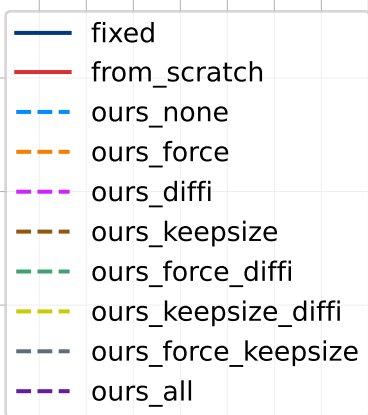 fixed
from_scratch
ours_none
ours_force
ours_diffi
ours_keepsize
ours_force_diffi
ours_keepsize_diffi
ours_force_keepsize
ours_all